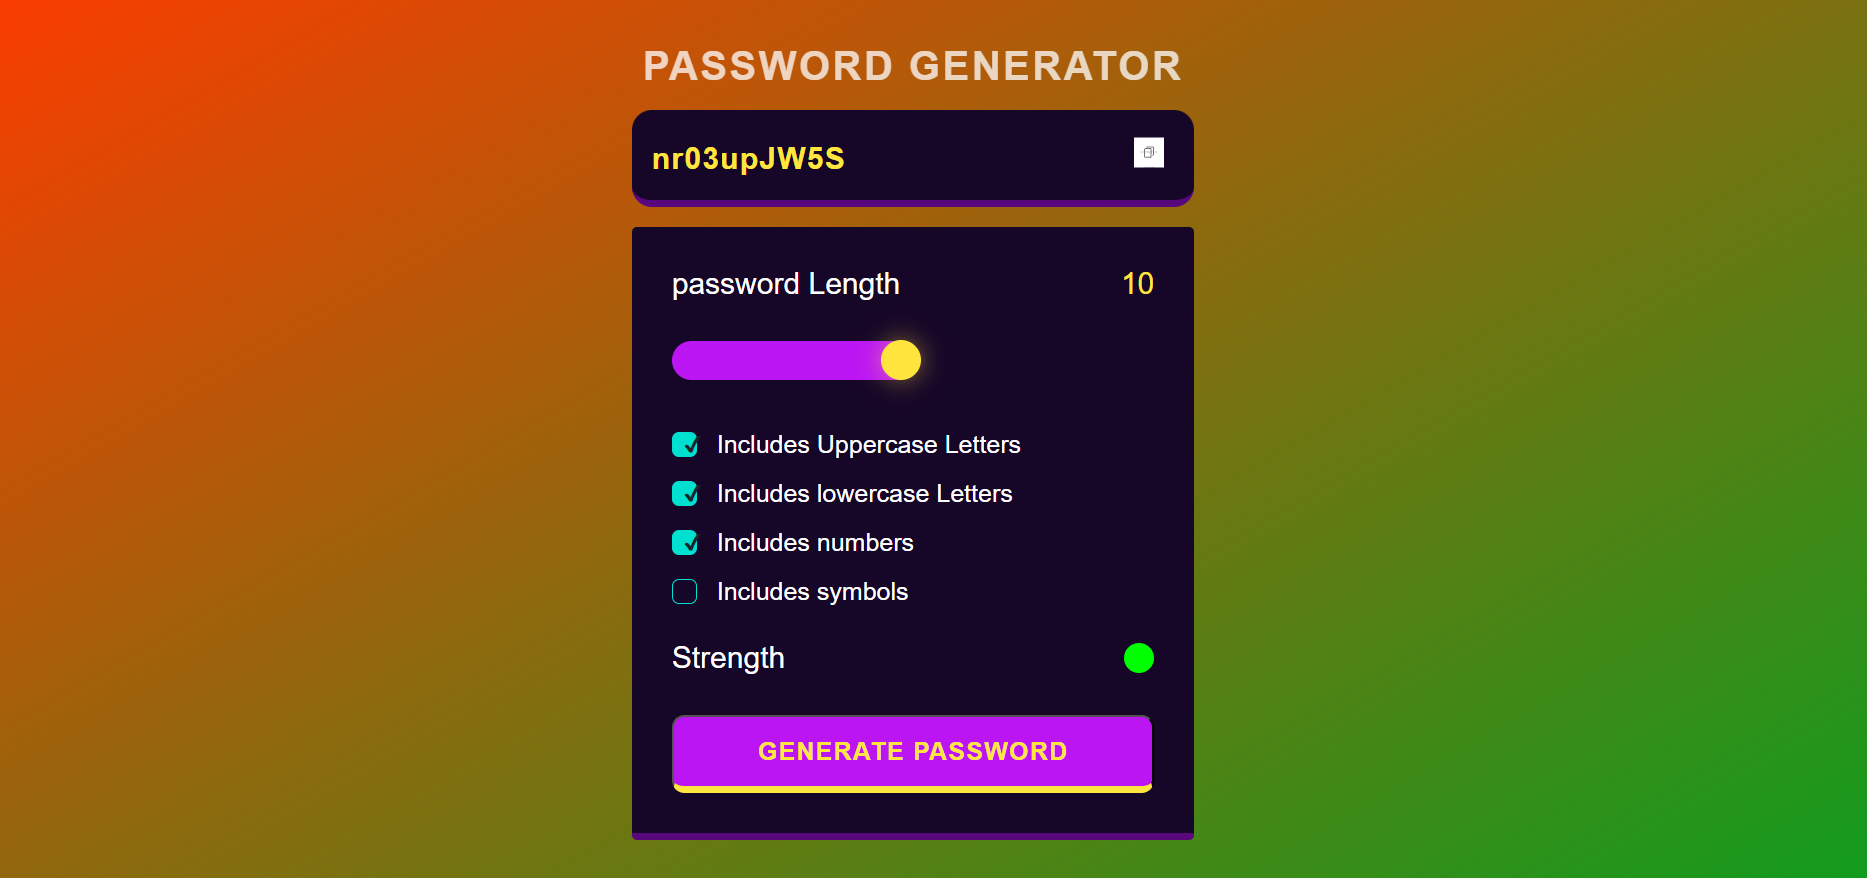 PASSWORD GENERATOR
nr03upJW5S
password Length 10
Includes Uppercase Letters
Includes lowercase Letters
Includes numbers
Includes symbols
Strength
GENERATE PASSWORD